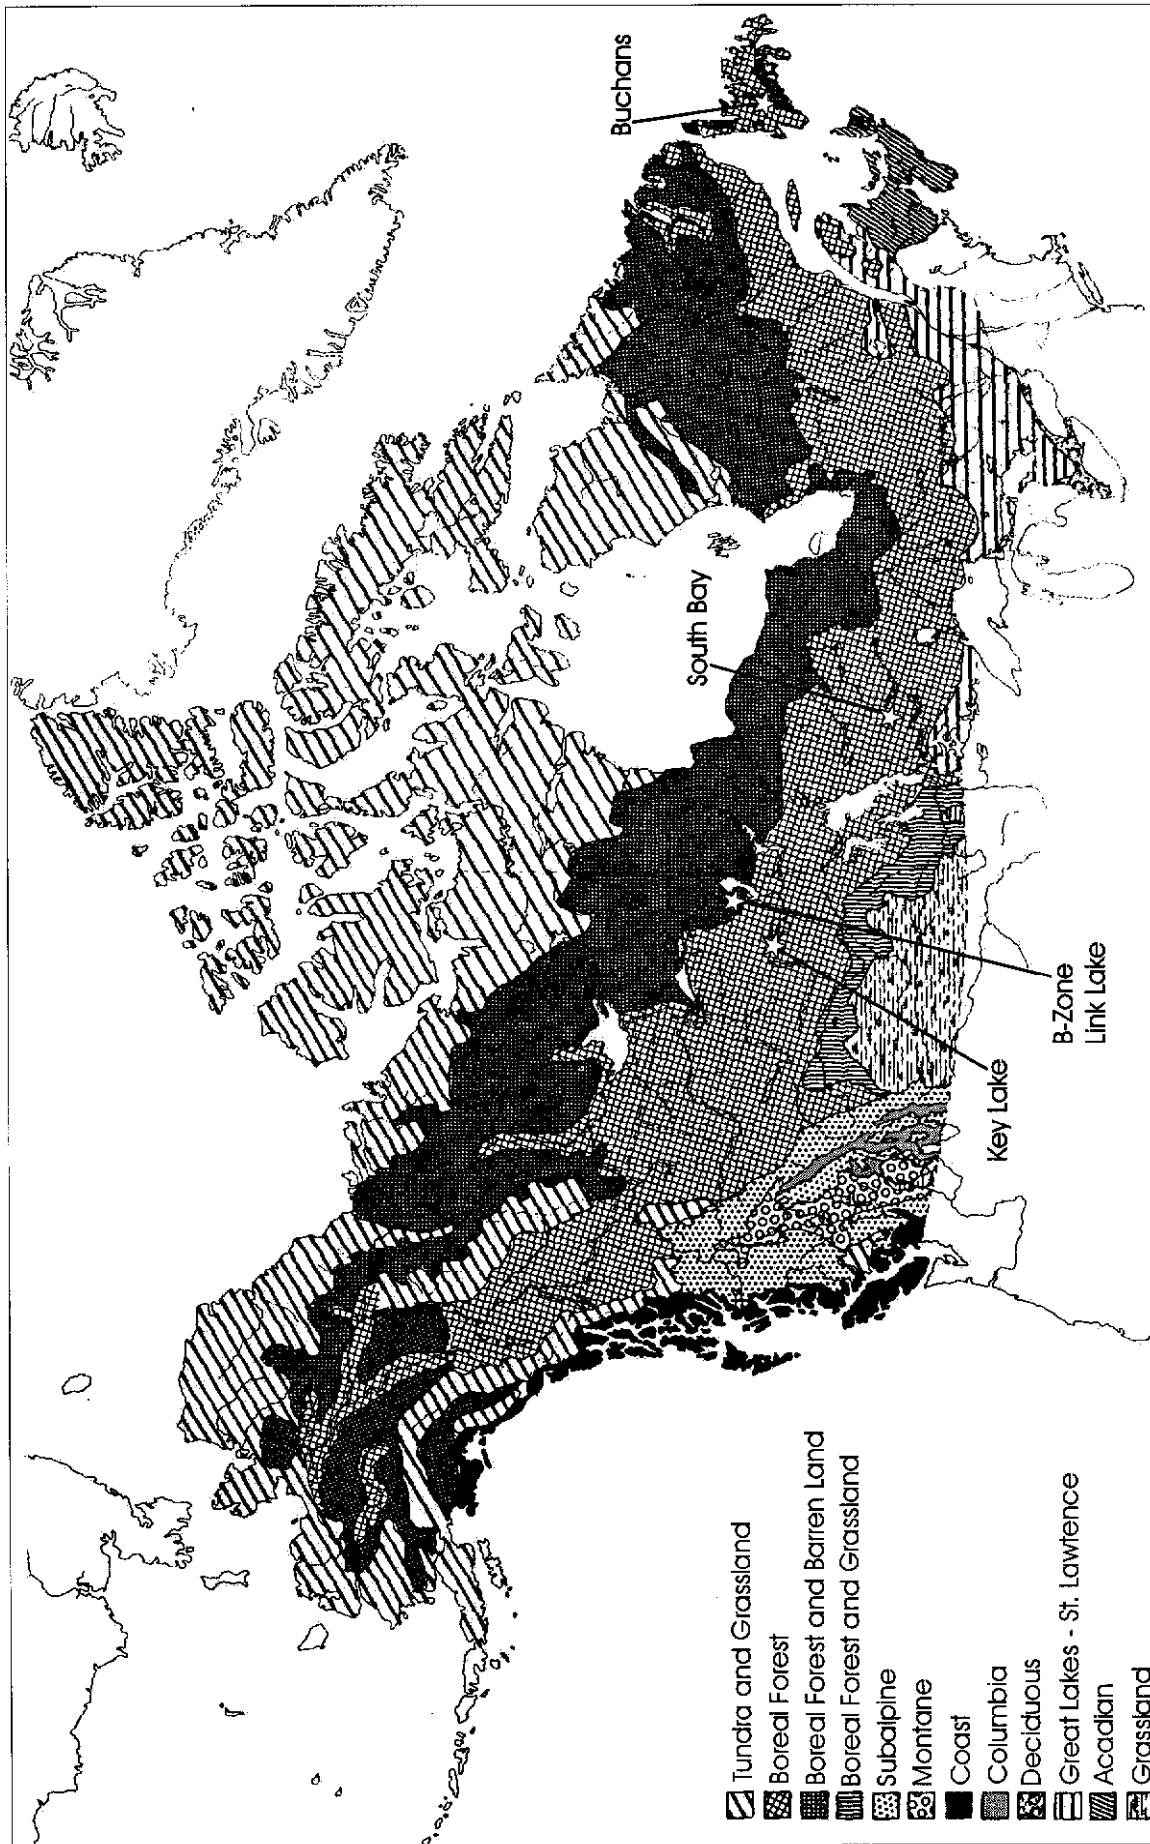 Buchans
South Bay
B-Zone
Link Lake
Key Lake
Tundra and Grassland
Boreal Forest
Boreal Forest and Barren Land
Boreal Forest and Grassland
Subalpine
Montane
Coast
Columbia
Deciduous
Great Lakes - St. Lawtence
Acadian
Grassland